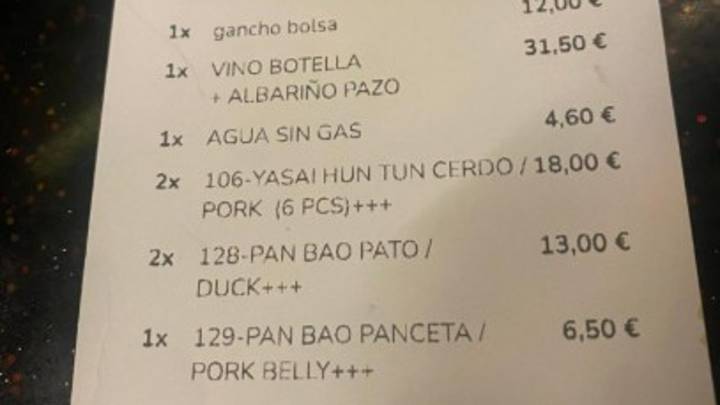 1x gancho bolsa 12,00 €
1x VINO BOTELLA 31,50 €
+ ALBARIÑO PAZO
1x AGUA SIN GAS 4,60 €
2x 106-YASAI HUN TUN CERDO / 18,00 €
PORK (6 PCS)+++
2x 128-PAN BAO PATO / 13,00 €
DUCK+++
1x 129-PAN BAO PANCETA / 6,50 €
PORK BELLY+++